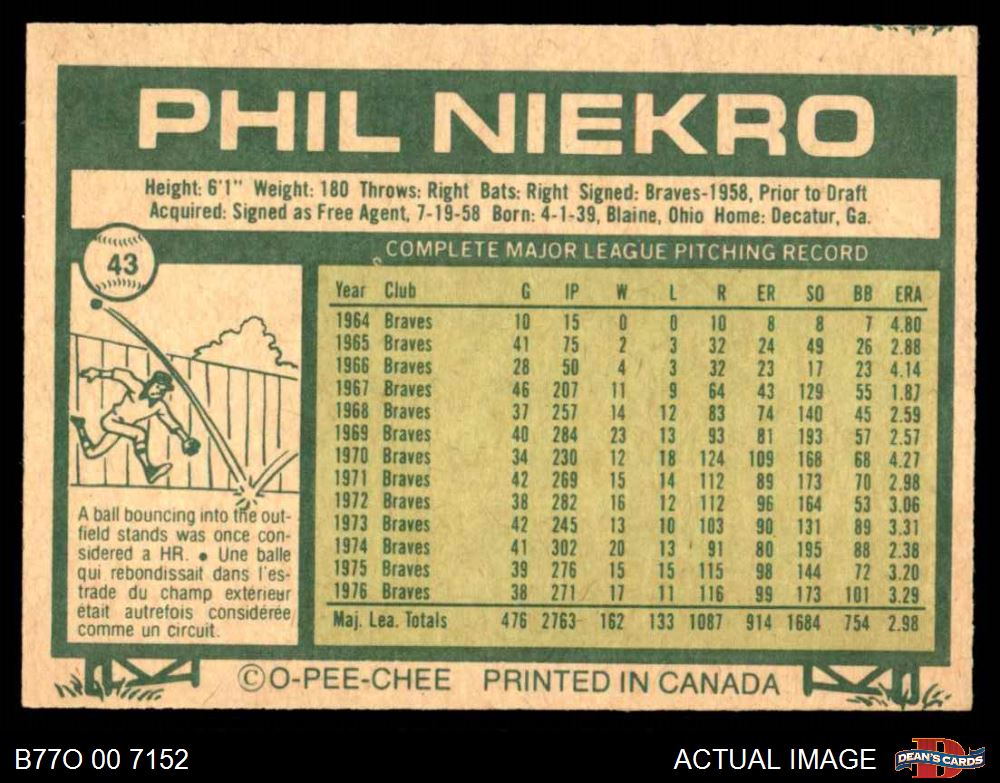 PHIL NIEKRO
Height: 6'1" Weight: 180 Throws: Right Bats: Right Signed: Braves-1958, Prior to Draft
Acquired: Signed as Free Agent, 7-19-58 Born: 4-1-39, Blaine, Ohio Home: Decatur, Ga.
43
A ball bouncing into the out-
field stands was once con-
sidered a HR. ● Une balle
qui rebondissait dans l'es-
trade du champ extérieur
était autrefois considérée
comme un circuit.
COMPLETE MAJOR LEAGUE PITCHING RECORD
Year Club G IP W L R ER SO BB ERA
1964 Braves 10 15 0 0 10 8 8 7 4.80
1965 Braves 41 75 2 3 32 24 49 26 2.88
1966 Braves 28 50 4 3 32 23 17 23 4.14
1967 Braves 46 207 11 9 64 43 129 55 1.87
1968 Braves 37 257 14 12 83 74 140 45 2.59
1969 Braves 40 284 23 13 93 81 193 57 2.57
1970 Braves 34 230 12 18 124 109 168 68 4.27
1971 Braves 42 269 15 14 112 89 173 70 2.98
1972 Braves 38 282 16 12 112 96 164 53 3.06
1973 Braves 42 245 13 10 103 90 131 89 3.31
1974 Braves 41 302 20 13 91 80 195 88 2.38
1975 Braves 39 276 15 15 115 98 144 72 3.20
1976 Braves 38 271 17 11 116 99 173 101 3.29
Maj. Lea. Totals 476 2763 162 133 1087 914 1684 754 2.98
© O-PEE-CHEE PRINTED IN CANADA
B77O 00 7152
ACTUAL IMAGE
D
DEAN'S CARDS